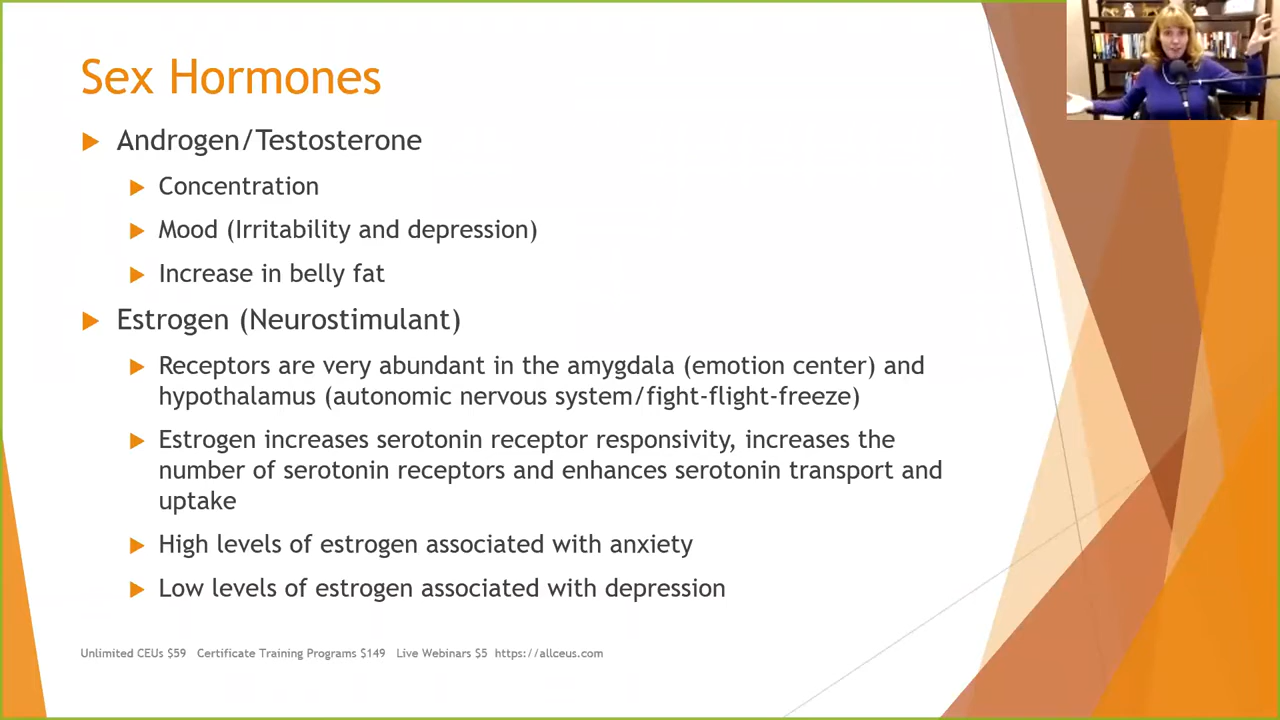 Sex Hormones
Androgen/Testosterone
Concentration
Mood (Irritability and depression)
Increase in belly fat
Estrogen (Neurostimulant)
Receptors are very abundant in the amygdala (emotion center) and
hypothalamus (autonomic nervous system/fight-flight-freeze)
Estrogen increases serotonin receptor responsivity, increases the
number of serotonin receptors and enhances serotonin transport and
uptake
High levels of estrogen associated with anxiety
Low levels of estrogen associated with depression
Unlimited CEUs $59 Certificate Training Programs $149 Live Webinars $5 https://allceus.com